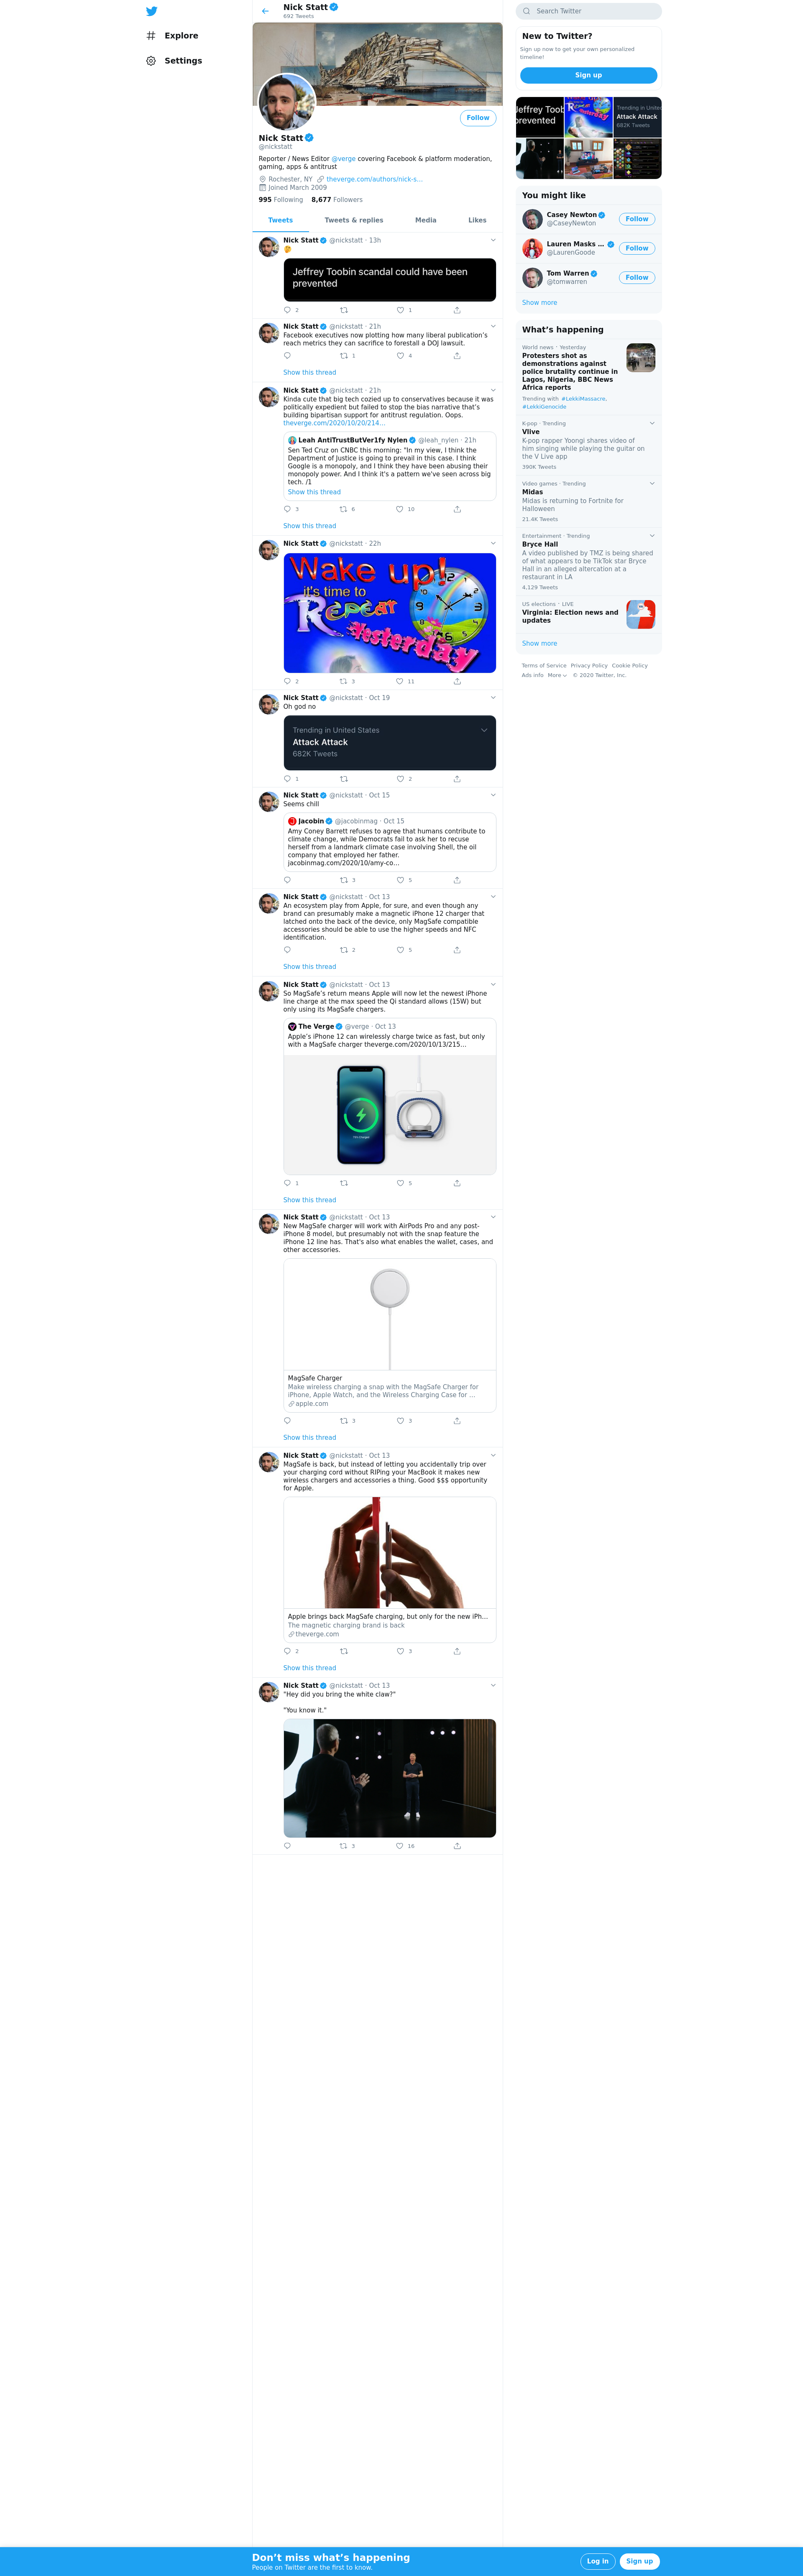 Explore
Settings
Nick Statt
692 Tweets
Follow
Nick Statt
@nickstatt
Reporter / News Editor @verge covering Facebook & platform moderation,
gaming, apps & antitrust
Rochester, NY theverge.com/authors/nick-s…
Joined March 2009
995 Following 8,677 Followers
Tweets Tweets & replies Media Likes
Nick Statt @nickstatt · 13h
Jeffrey Toobin scandal could have been
prevented
2 1
Nick Statt @nickstatt · 21h
Facebook executives now plotting how many liberal publication's
reach metrics they can sacrifice to forestall a DOJ lawsuit.
1 4
Show this thread
Nick Statt @nickstatt · 21h
Kinda cute that big tech cozied up to conservatives because it was
politically expedient but failed to stop the bias narrative that's
building bipartisan support for antitrust regulation. Oops.
theverge.com/2020/10/20/214…
Leah AntiTrustButVer1fy Nylen @leah_nylen · 21h
Sen Ted Cruz on CNBC this morning: "In my view, I think the
Department of Justice is going to prevail in this case. I think
Google is a monopoly, and I think they have been abusing their
monopoly power. And I think it's a pattern we've seen across big
tech. /1
Show this thread
3 6 10
Show this thread
Nick Statt @nickstatt · 22h
Wake up!
it's time to
REPEAT
Yesterday
2 3 11
Nick Statt @nickstatt · Oct 19
Oh god no
Trending in United States
Attack Attack
682K Tweets
1 2
Nick Statt @nickstatt · Oct 15
Seems chill
Jacobin @jacobinmag · Oct 15
Amy Coney Barrett refuses to agree that humans contribute to
climate change, while Democrats fail to ask her to recuse
herself from a landmark climate case involving Shell, the oil
company that employed her father.
jacobinmag.com/2020/10/amy-co…
3 5
Nick Statt @nickstatt · Oct 13
An ecosystem play from Apple, for sure, and even though any
brand can presumably make a magnetic iPhone 12 charger that
latched onto the back of the device, only MagSafe compatible
accessories should be able to use the higher speeds and NFC
identification.
2 5
Show this thread
Nick Statt @nickstatt · Oct 13
So MagSafe's return means Apple will now let the newest iPhone
line charge at the max speed the Qi standard allows (15W) but
only using its MagSafe chargers.
The Verge @verge · Oct 13
Apple's iPhone 12 can wirelessly charge twice as fast, but only
with a MagSafe charger theverge.com/2020/10/13/215…
1 5
Show this thread
Nick Statt @nickstatt · Oct 13
New MagSafe charger will work with AirPods Pro and any post-
iPhone 8 model, but presumably not with the snap feature the
iPhone 12 line has. That's also what enables the wallet, cases, and
other accessories.
MagSafe Charger
Make wireless charging a snap with the MagSafe Charger for
iPhone, Apple Watch, and the Wireless Charging Case for …
apple.com
3 3
Show this thread
Nick Statt @nickstatt · Oct 13
MagSafe is back, but instead of letting you accidentally trip over
your charging cord without RIPing your MacBook it makes new
wireless chargers and accessories a thing. Good $$$ opportunity
for Apple.
Apple brings back MagSafe charging, but only for the new iPh…
The magnetic charging brand is back
theverge.com
2 3
Show this thread
Nick Statt @nickstatt · Oct 13
"Hey did you bring the white claw?"
"You know it."
3 16
Search Twitter
New to Twitter?
Sign up now to get your own personalized
timeline!
Sign up
Jeffrey Toob
prevented
Trending in United
Attack Attack
682K Tweets
You might like
Casey Newton
@CaseyNewton
Follow
Lauren Masks …
@LaurenGoode
Follow
Tom Warren
@tomwarren
Follow
Show more
What's happening
World news · Yesterday
Protesters shot as
demonstrations against
police brutality continue in
Lagos, Nigeria, BBC News
Africa reports
Trending with #LekkiMassacre,
#LekkiGenocide
K-pop · Trending
Vlive
K-pop rapper Yoongi shares video of
him singing while playing the guitar on
the V Live app
390K Tweets
Video games · Trending
Midas
Midas is returning to Fortnite for
Halloween
21.4K Tweets
Entertainment · Trending
Bryce Hall
A video published by TMZ is being shared
of what appears to be TikTok star Bryce
Hall in an alleged altercation at a
restaurant in LA
4,129 Tweets
US elections · LIVE
Virginia: Election news and
updates
Show more
Terms of Service Privacy Policy Cookie Policy
Ads info More © 2020 Twitter, Inc.
Don't miss what's happening
People on Twitter are the first to know.
Log in
Sign up